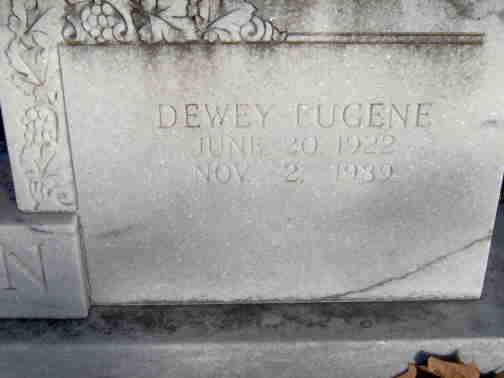 DEWEY EUGENE
JUNE 20, 1922
NOV. 2, 1989
N